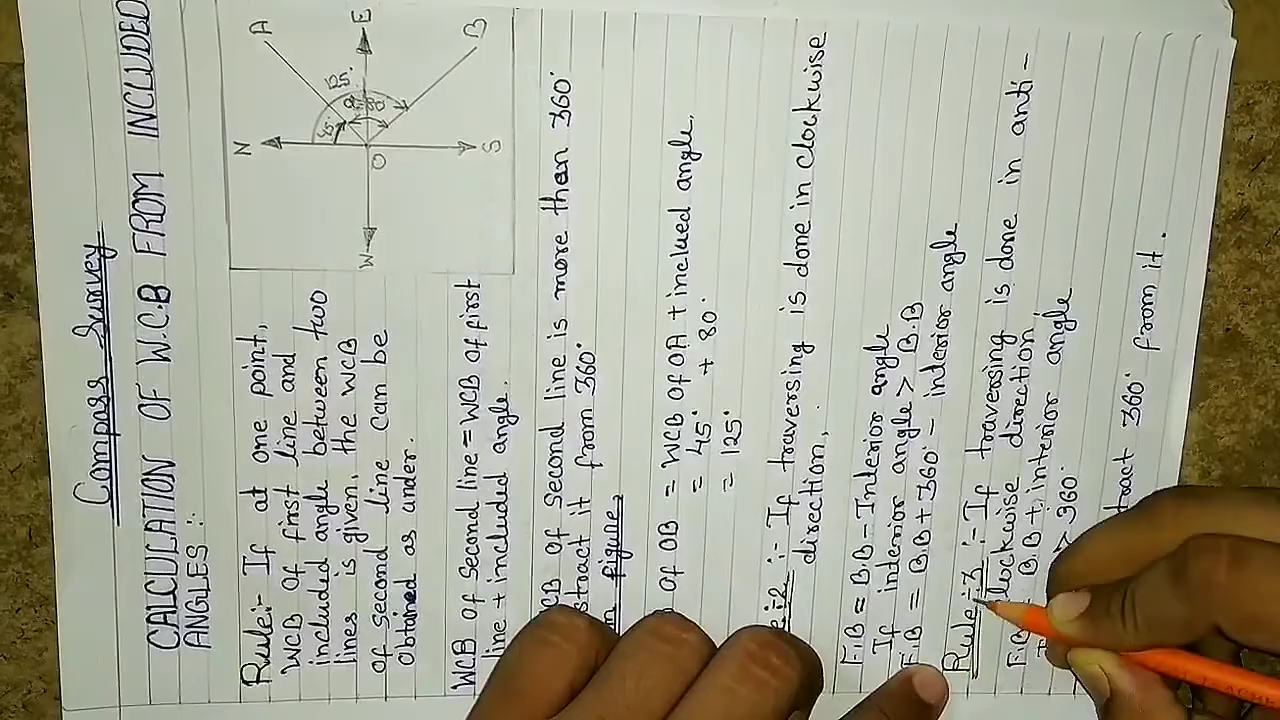 Compass Survey
CALCULATION OF W.C.B FROM INCLUDED
ANGLES :-
Rule:- If at one point,
WCB of first line and
included angle between two
lines is given, the WCB
of second line can be
obtained as under.
N
A
E
B
S
W
O
45°
125°
80°
WCB of second line = WCB of first
line + included angle.
WCB of second line is more than 360°
stract it from 360°
figure,
of OB = WCB of OA + inclued angle.
= 45° + 80°
= 125°
:- If traversing is done in clockwise
direction,
F.B = B.B - Interior angle
If interior angle > B.B
F.B = B.B + 360° - interior angle
Rule :- If traversing is done in anti-
clockwise direction,
F.B B.B + interior angle
> 360°
tract 360° from it.